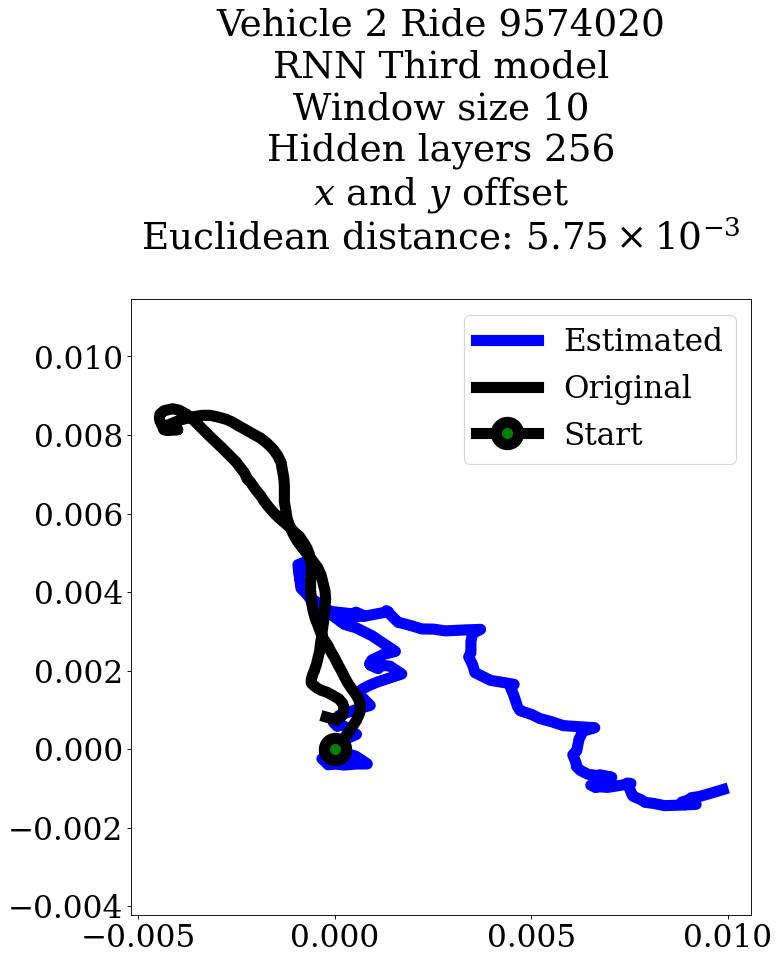 Vehicle 2 Ride 9574020
RNN Third model
Window size 10
Hidden layers 256
x and y offset
Euclidean distance: 5.75 × 10⁻³
Estimated
Original
Start
0.010
0.008
0.006
0.004
0.002
0.000
−0.002
−0.004
−0.005 0.000 0.005 0.010